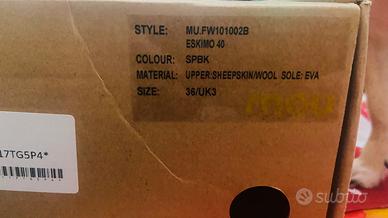 STYLE: MU.FW101002B
ESKIMO 40
COLOUR: SPBK
MATERIAL: UPPER:SHEEPSKIN/WOOL SOLE: EVA
SIZE: 36/UK3
mou
17TG5P4*
subito